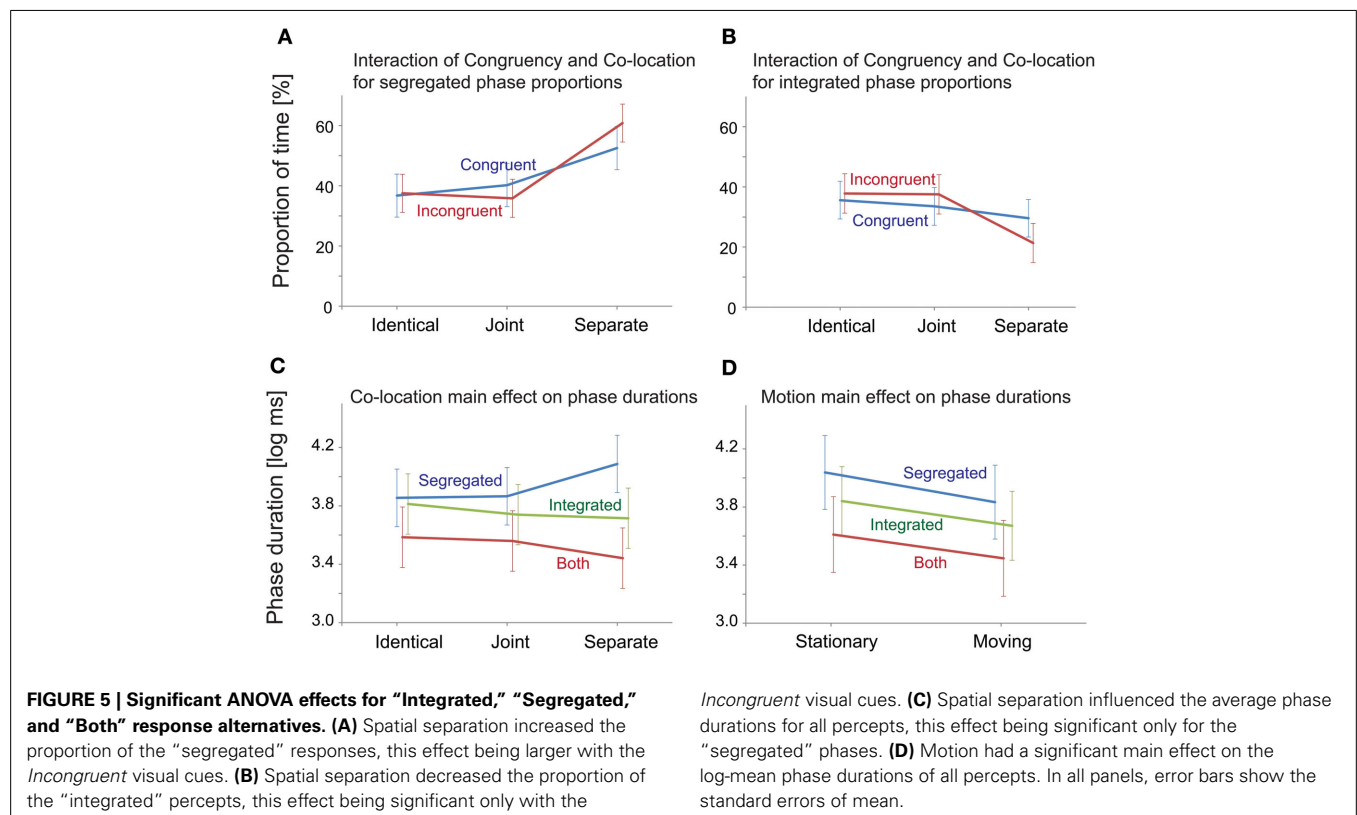 A
Interaction of Congruency and Co-location
for segregated phase proportions
Proportion of time [%]
60
40
20
0
Congruent
Incongruent
Identical Joint Separate
B
Interaction of Congruency and Co-location
for integrated phase proportions
60
40
20
0
Incongruent
Congruent
Identical Joint Separate
C
Co-location main effect on phase durations
Phase duration [log ms]
4.2
3.8
3.4
3.0
Segregated
Integrated
Both
Identical Joint Separate
D
Motion main effect on phase durations
4.2
3.8
3.4
3.0
Segregated
Integrated
Both
Stationary Moving
FIGURE 5 | Significant ANOVA effects for “Integrated,” “Segregated,”
and “Both” response alternatives. (A) Spatial separation increased the
proportion of the “segregated” responses, this effect being larger with the
Incongruent visual cues. (B) Spatial separation decreased the proportion of
the “integrated” percepts, this effect being significant only with the
Incongruent visual cues. (C) Spatial separation influenced the average phase
durations for all percepts, this effect being significant only for the
“segregated” phases. (D) Motion had a significant main effect on the
log-mean phase durations of all percepts. In all panels, error bars show the
standard errors of mean.